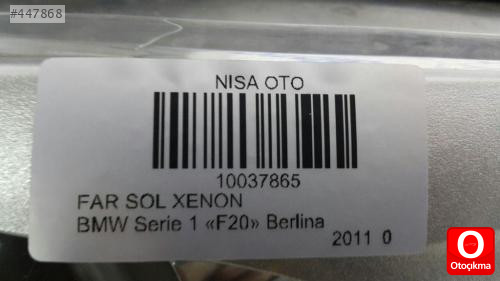 #447868
NISA OTO
10037865
FAR SOL XENON
BMW Serie 1 «F20» Berlina
2011 0
Otoçıkma